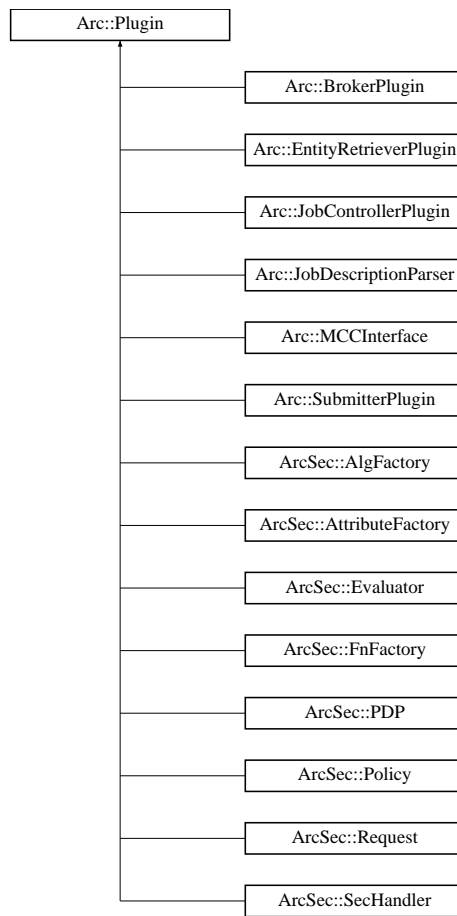 Arc::Plugin
Arc::BrokerPlugin
Arc::EntityRetrieverPlugin
Arc::JobControllerPlugin
Arc::JobDescriptionParser
Arc::MCCInterface
Arc::SubmitterPlugin
ArcSec::AlgFactory
ArcSec::AttributeFactory
ArcSec::Evaluator
ArcSec::FnFactory
ArcSec::PDP
ArcSec::Policy
ArcSec::Request
ArcSec::SecHandler